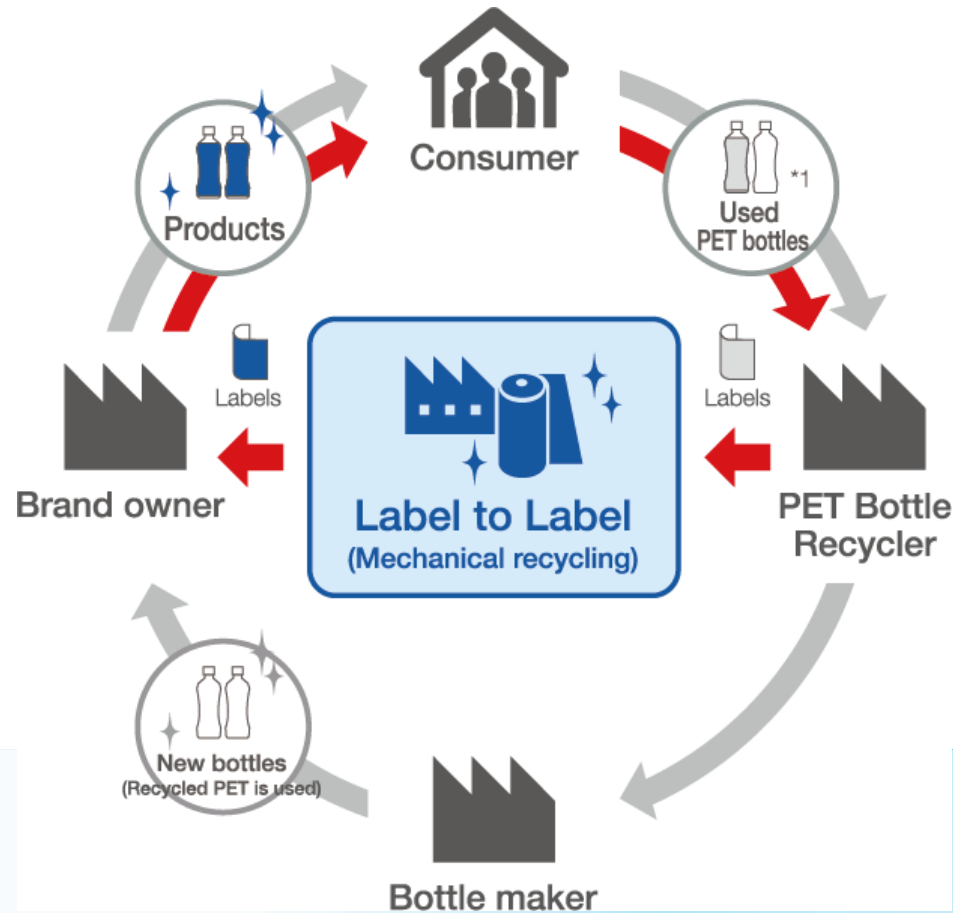 Consumer
Products
*1
Used
PET bottles
Labels
Labels
Brand owner
Label to Label
(Mechanical recycling)
PET Bottle
Recycler
New bottles
(Recycled PET is used)
Bottle maker